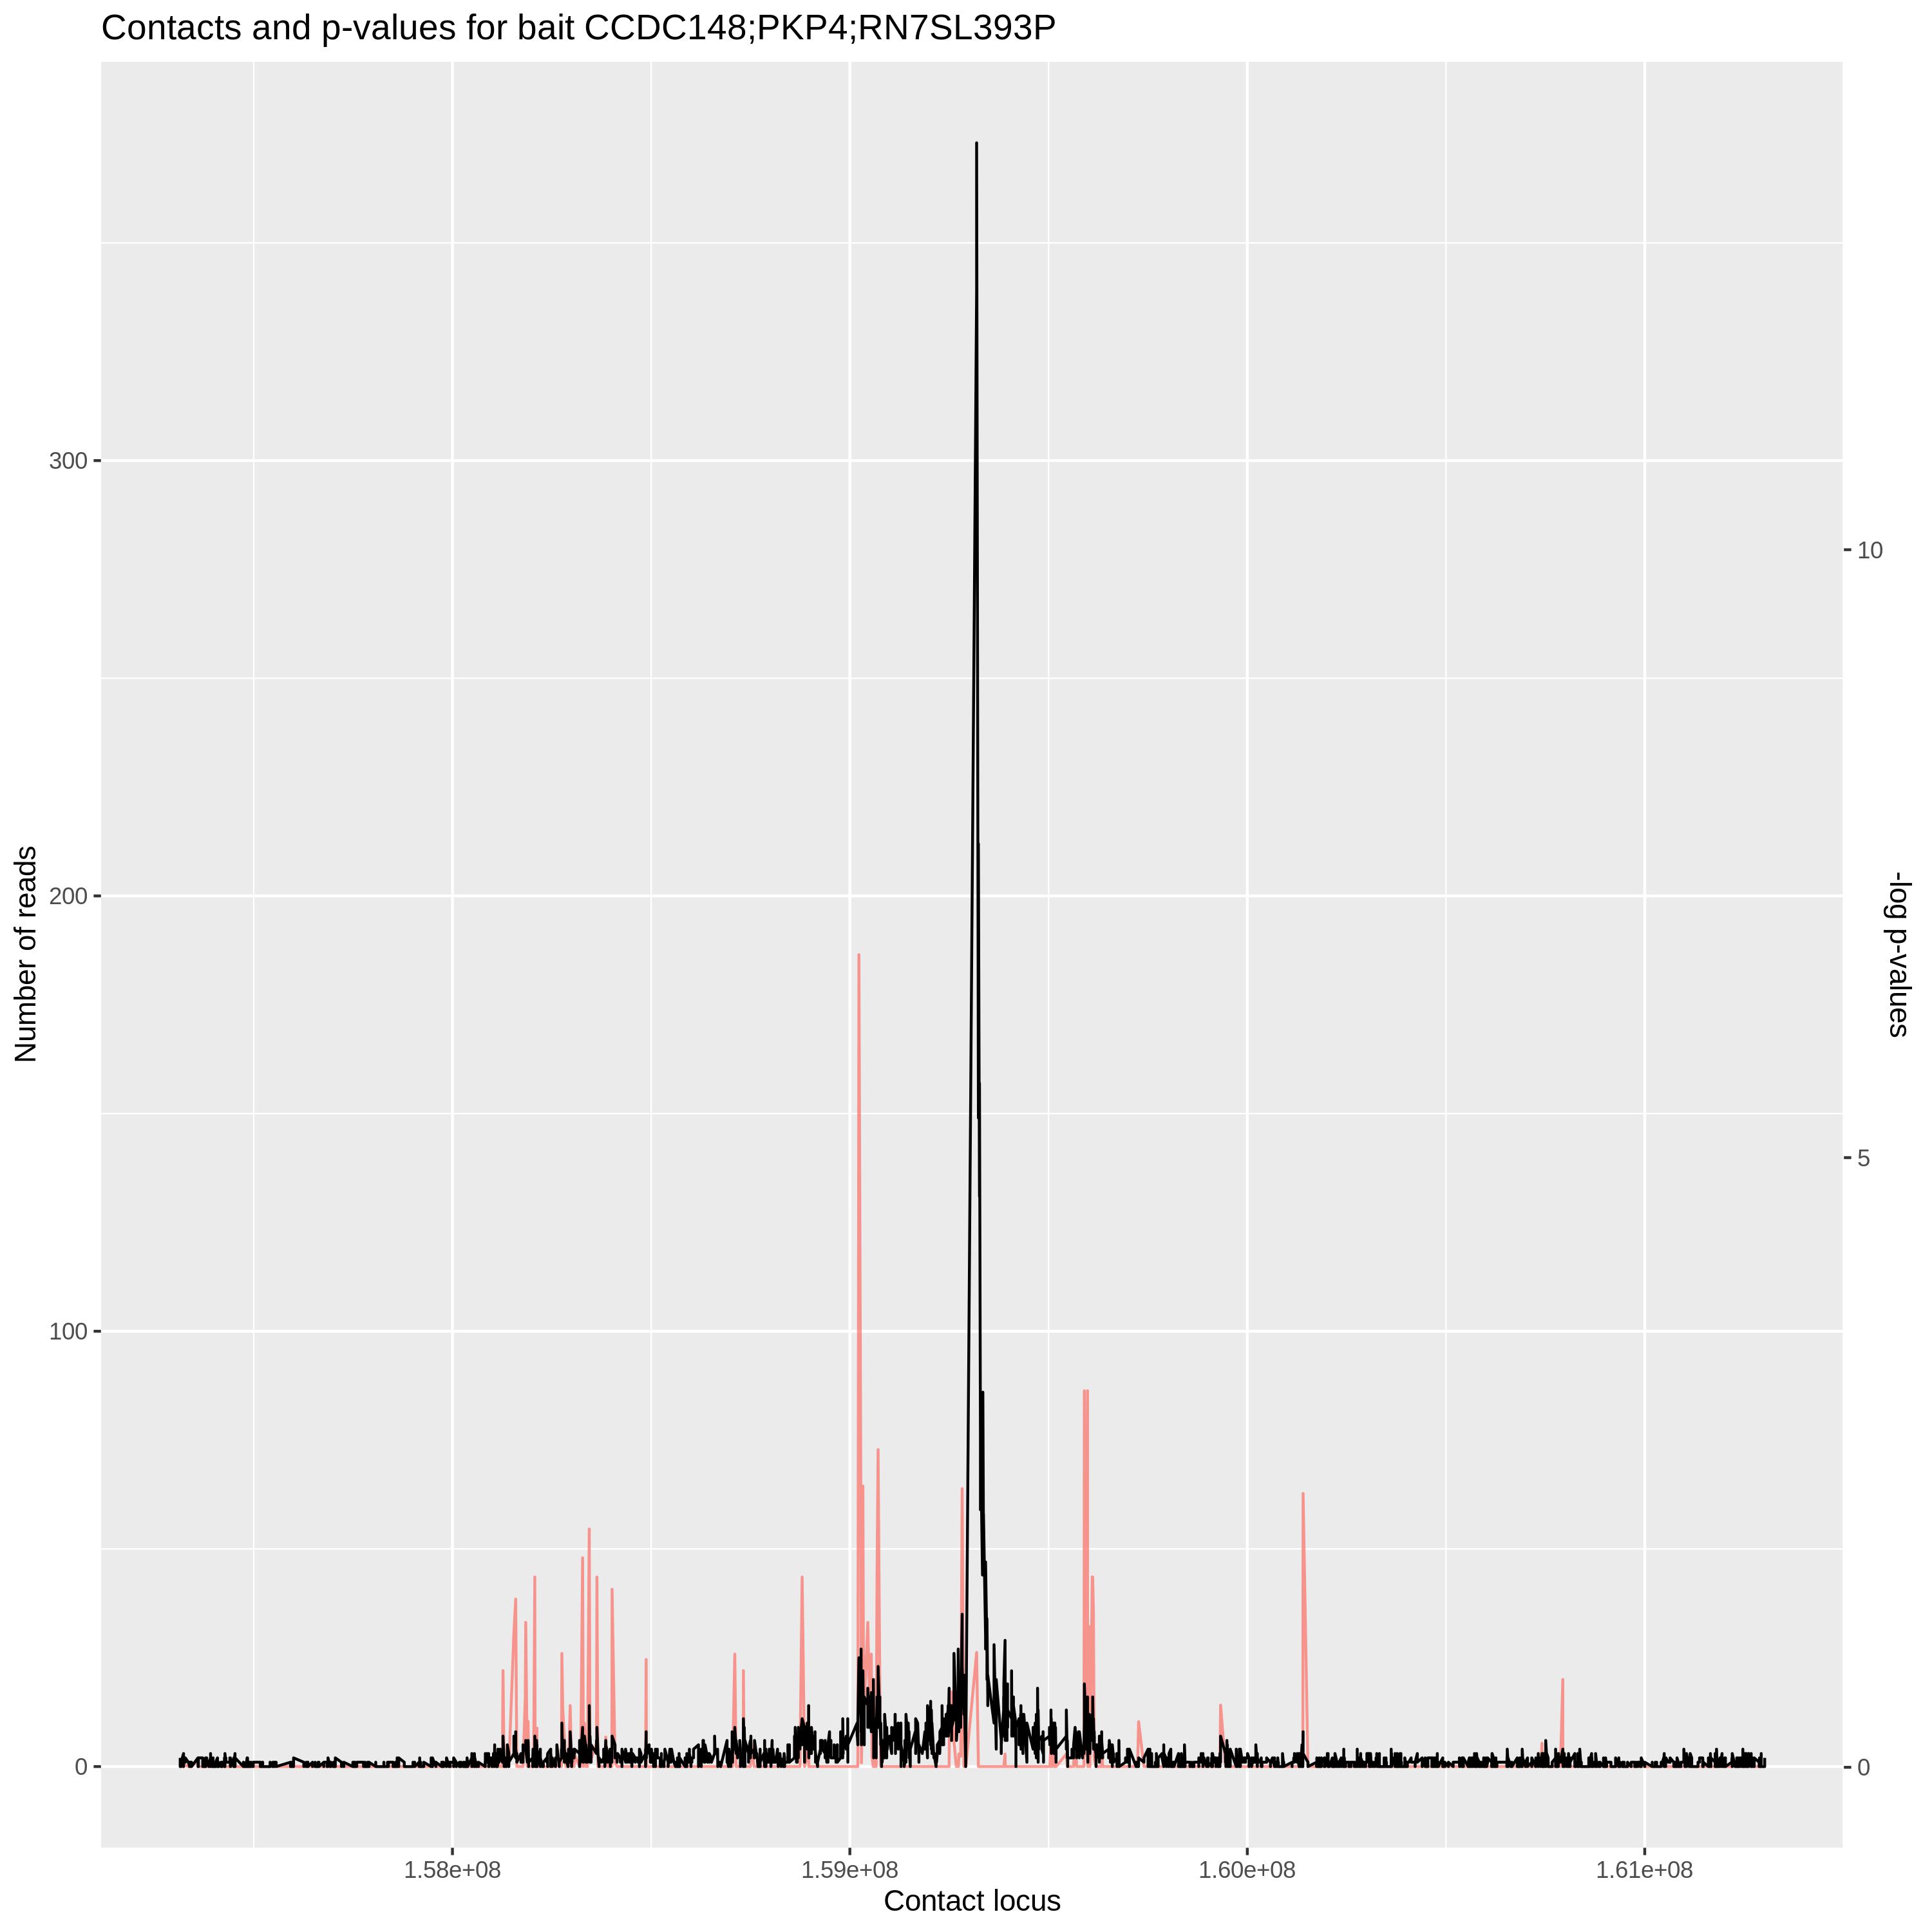 Contacts and p-values for bait CCDC148;PKP4;RN7SL393P
300
200
100
0
Number of reads
10
5
0
-log p-values
1.58e+08
1.59e+08
1.60e+08
1.61e+08
Contact locus